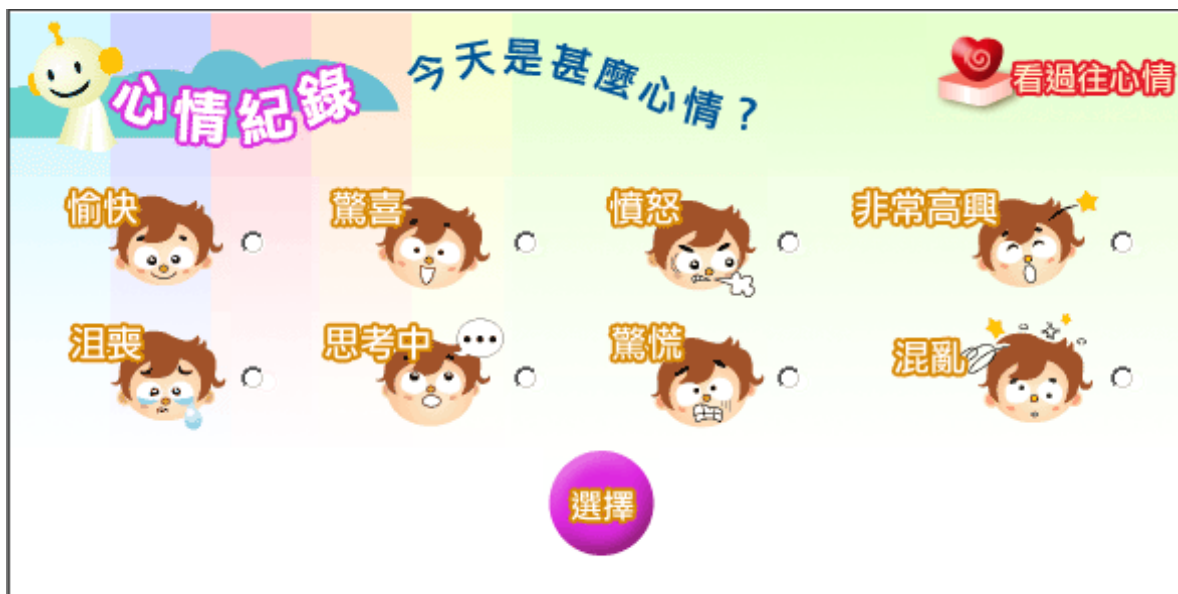 心情紀錄
今天是甚麼心情？
看過往心情
愉快
驚喜
憤怒
非常高興
沮喪
思考中
驚慌
混亂
選擇